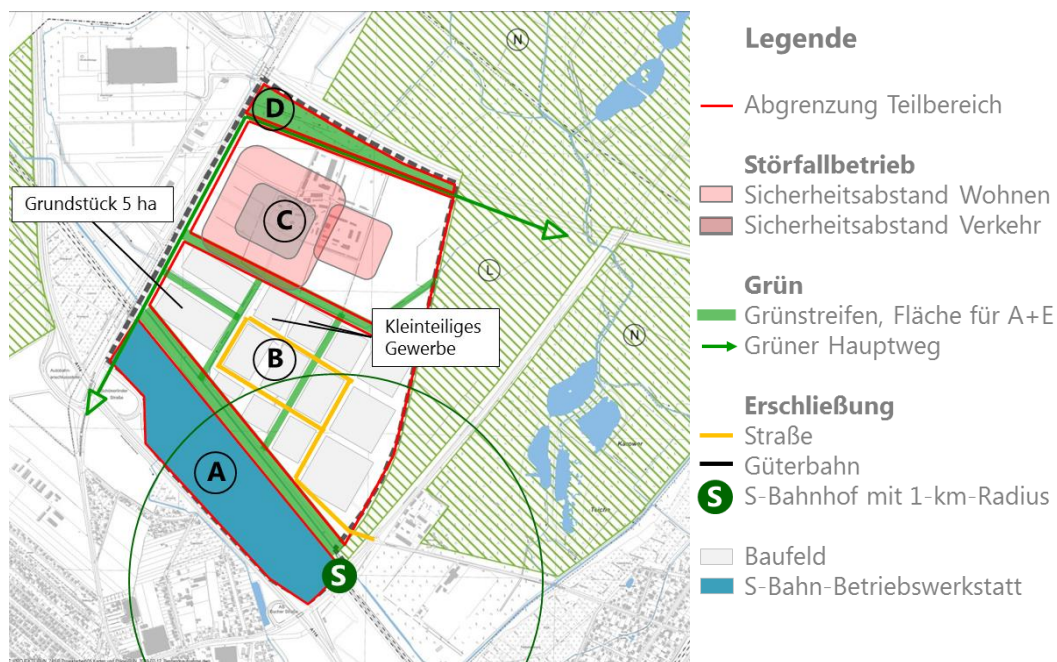 Legende
Abgrenzung Teilbereich
Störfallbetrieb
Sicherheitsabstand Wohnen
Sicherheitsabstand Verkehr
Grün
Grünstreifen, Fläche für A+E
Grüner Hauptweg
Erschließung
Straße
Güterbahn
S
S-Bahnhof mit 1-km-Radius
Baufeld
S-Bahn-Betriebswerkstatt
N
D
Grundstück 5 ha
C
L
Kleinteiliges
Gewerbe
N
B
A
S